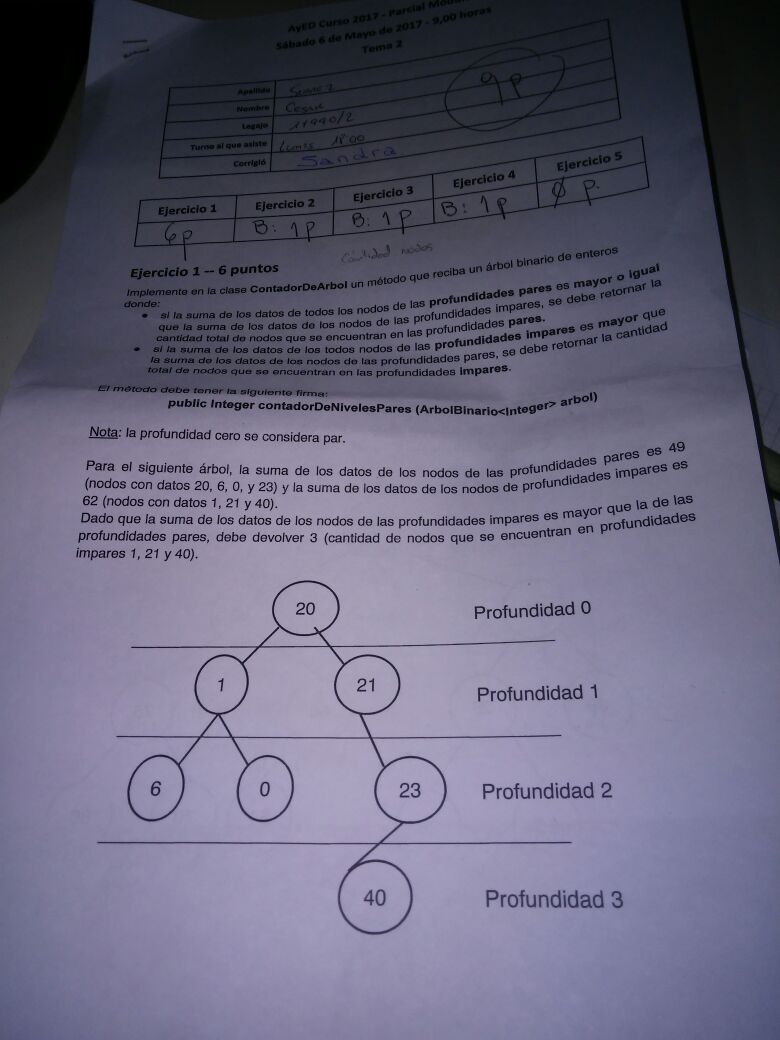 AyED Curso 2017 - Parcial
Sábado 6 de Mayo de 2017 - 9,00 horas
Tema 2
Apellido
Nombre Cesar
Legajo 11990/2
Turno al que asiste Lunes
Corrigió Sandra
9p
Ejercicio 1 Ejercicio 2 Ejercicio 3 Ejercicio 4 Ejercicio 5
6p B: 1p B: 1p B: 1p 0 p.
Cantidad nodos
Ejercicio 1 -- 6 puntos
Implemente en la clase ContadorDeArbol un método que reciba un árbol binario de enteros
donde:
• si la suma de los datos de todos los nodos de las profundidades pares es mayor o igual
que la suma de los datos de los nodos de las profundidades impares, se debe retornar la
cantidad total de nodos que se encuentran en las profundidades pares.
• si la suma de los datos de los todos nodos de las profundidades impares es mayor que
la suma de los datos de los nodos de las profundidades pares, se debe retornar la cantidad
total de nodos que se encuentran en las profundidades impares.
El método debe tener la siguiente firma:
public Integer contadorDeNivelesPares (ArbolBinario<Integer> arbol)
Nota: la profundidad cero se considera par.
Para el siguiente árbol, la suma de los datos de los nodos de las profundidades pares es 49
(nodos con datos 20, 6, 0, y 23) y la suma de los datos de los nodos de profundidades impares es
62 (nodos con datos 1, 21 y 40).
Dado que la suma de los datos de los nodos de las profundidades impares es mayor que la de las
profundidades pares, debe devolver 3 (cantidad de nodos que se encuentran en profundidades
impares 1, 21 y 40).
20 Profundidad 0
1 21 Profundidad 1
6 0 23 Profundidad 2
40 Profundidad 3